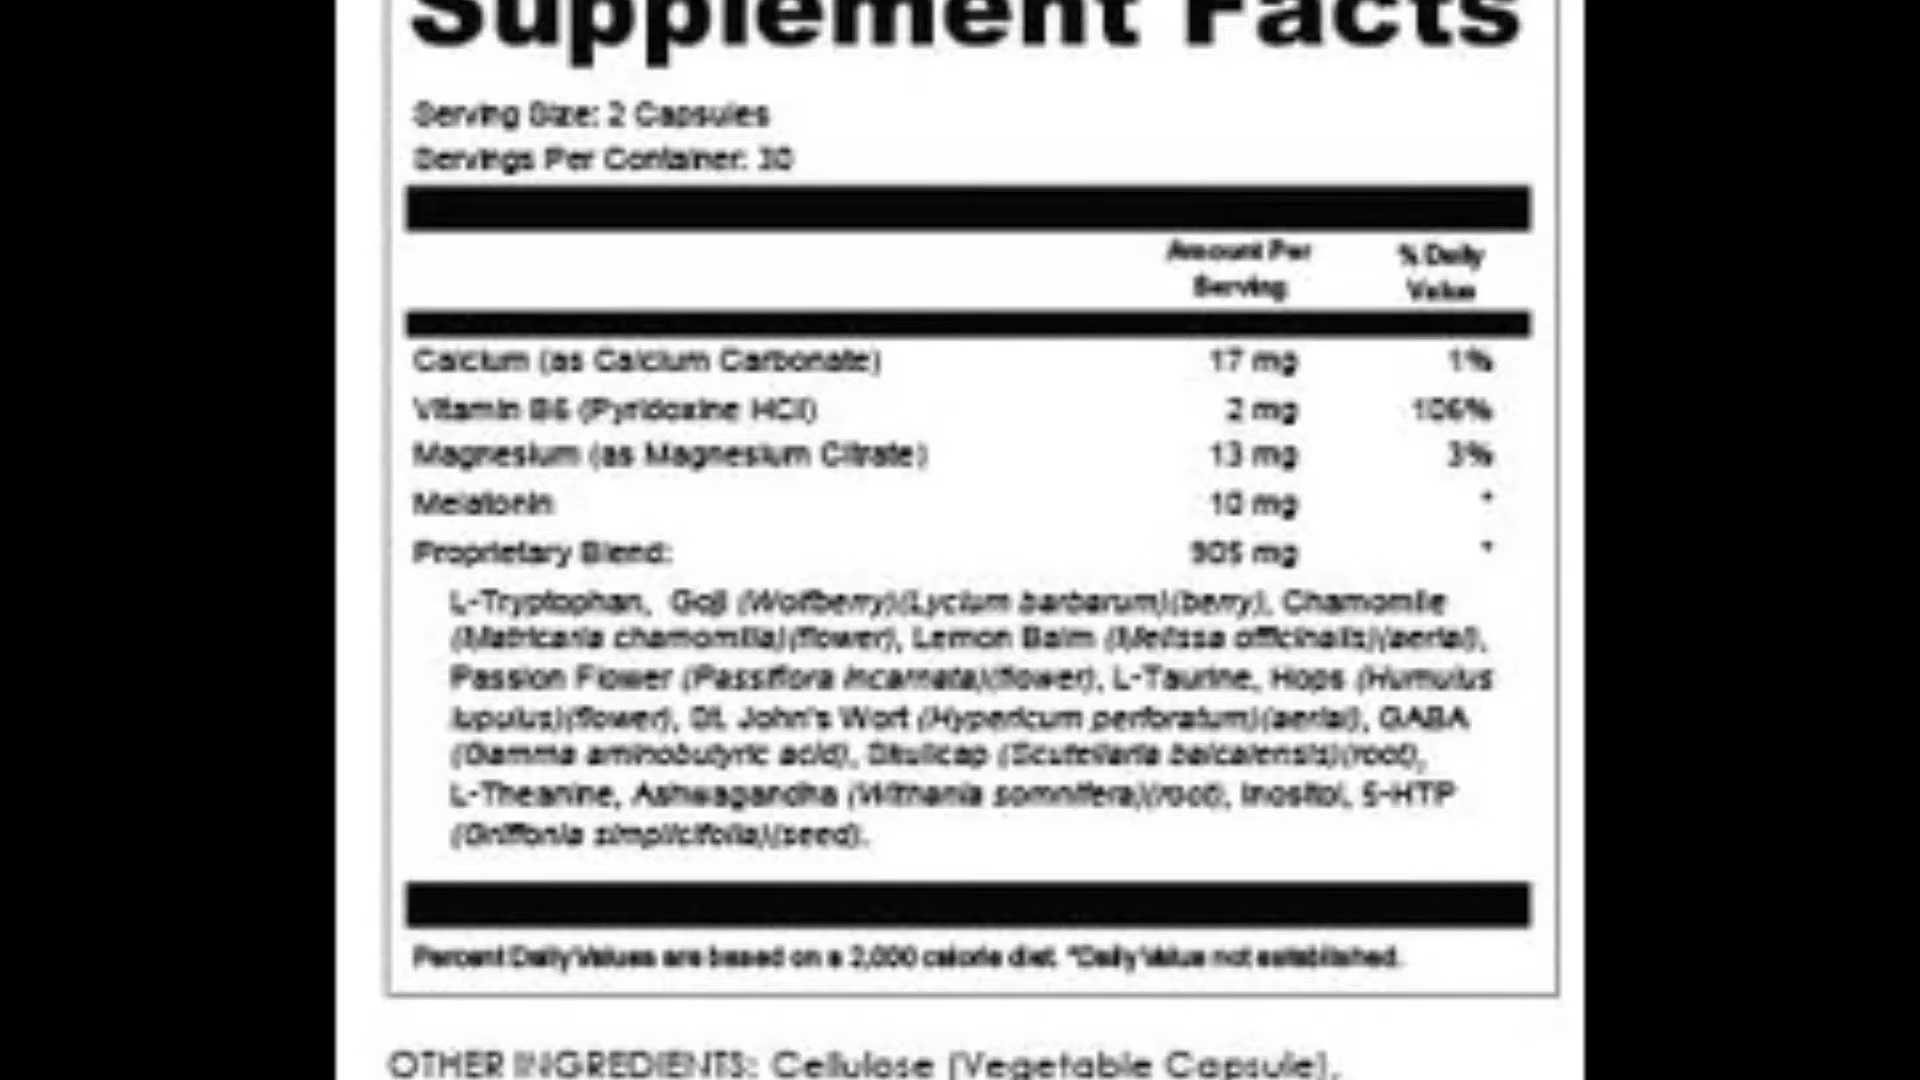 Supplement Facts
Serving Size: 2 Capsules
Servings Per Container: 30
Amount Per % Daily
Serving Value
Calcium (as Calcium Carbonate) 17 mg 1%
Vitamin B6 (Pyridoxine HCl) 2 mg 106%
Magnesium (as Magnesium Citrate) 13 mg 3%
Melatonin 10 mg *
Proprietary Blend: 905 mg *
L-Tryptophan, Goji (Wolfberry)(Lycium barbarum)(berry), Chamomile
(Matricaria chamomilla)(flower), Lemon Balm (Melissa officinalis)(aerial),
Passion Flower (Passiflora incarnata)(flower), L-Taurine, Hops (Humulus
lupulus)(flower), St. John's Wort (Hypericum perforatum)(aerial), GABA
(Gamma aminobutyric acid), Skullcap (Scutellaria baicalensis)(root),
L-Theanine, Ashwagandha (Withania somnifera)(root), Inositol, 5-HTP
(Griffonia simplicifolia)(seed).
Percent Daily Values are based on a 2,000 calorie diet. *Daily Value not established.
OTHER INGREDIENTS: Cellulose (Vegetable Capsule),